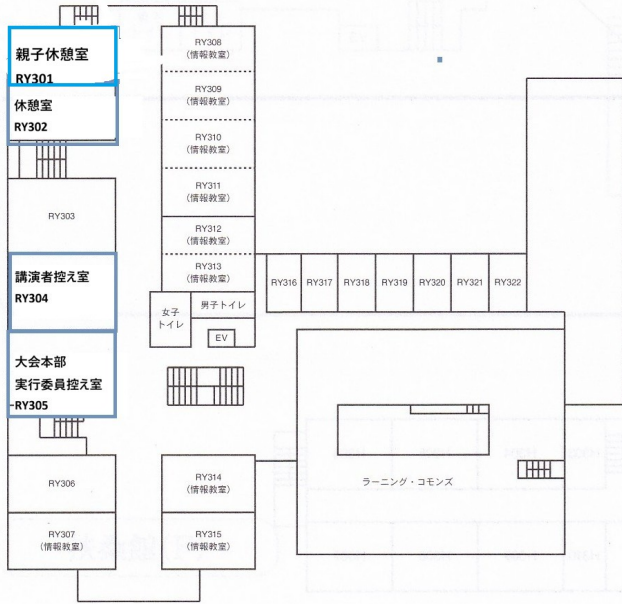 親子休憩室
RY301
休憩室
RY302
RY303
講演者控え室
RY304
大会本部
実行委員控え室
RY305
RY306
RY307
(情報教室)
RY308
(情報教室)
RY309
(情報教室)
RY310
(情報教室)
RY311
(情報教室)
RY312
(情報教室)
RY313
(情報教室)
女子
トイレ
男子トイレ
EV
RY314
(情報教室)
RY315
(情報教室)
RY316
RY317
RY318
RY319
RY320
RY321
RY322
ラーニング・コモンズ